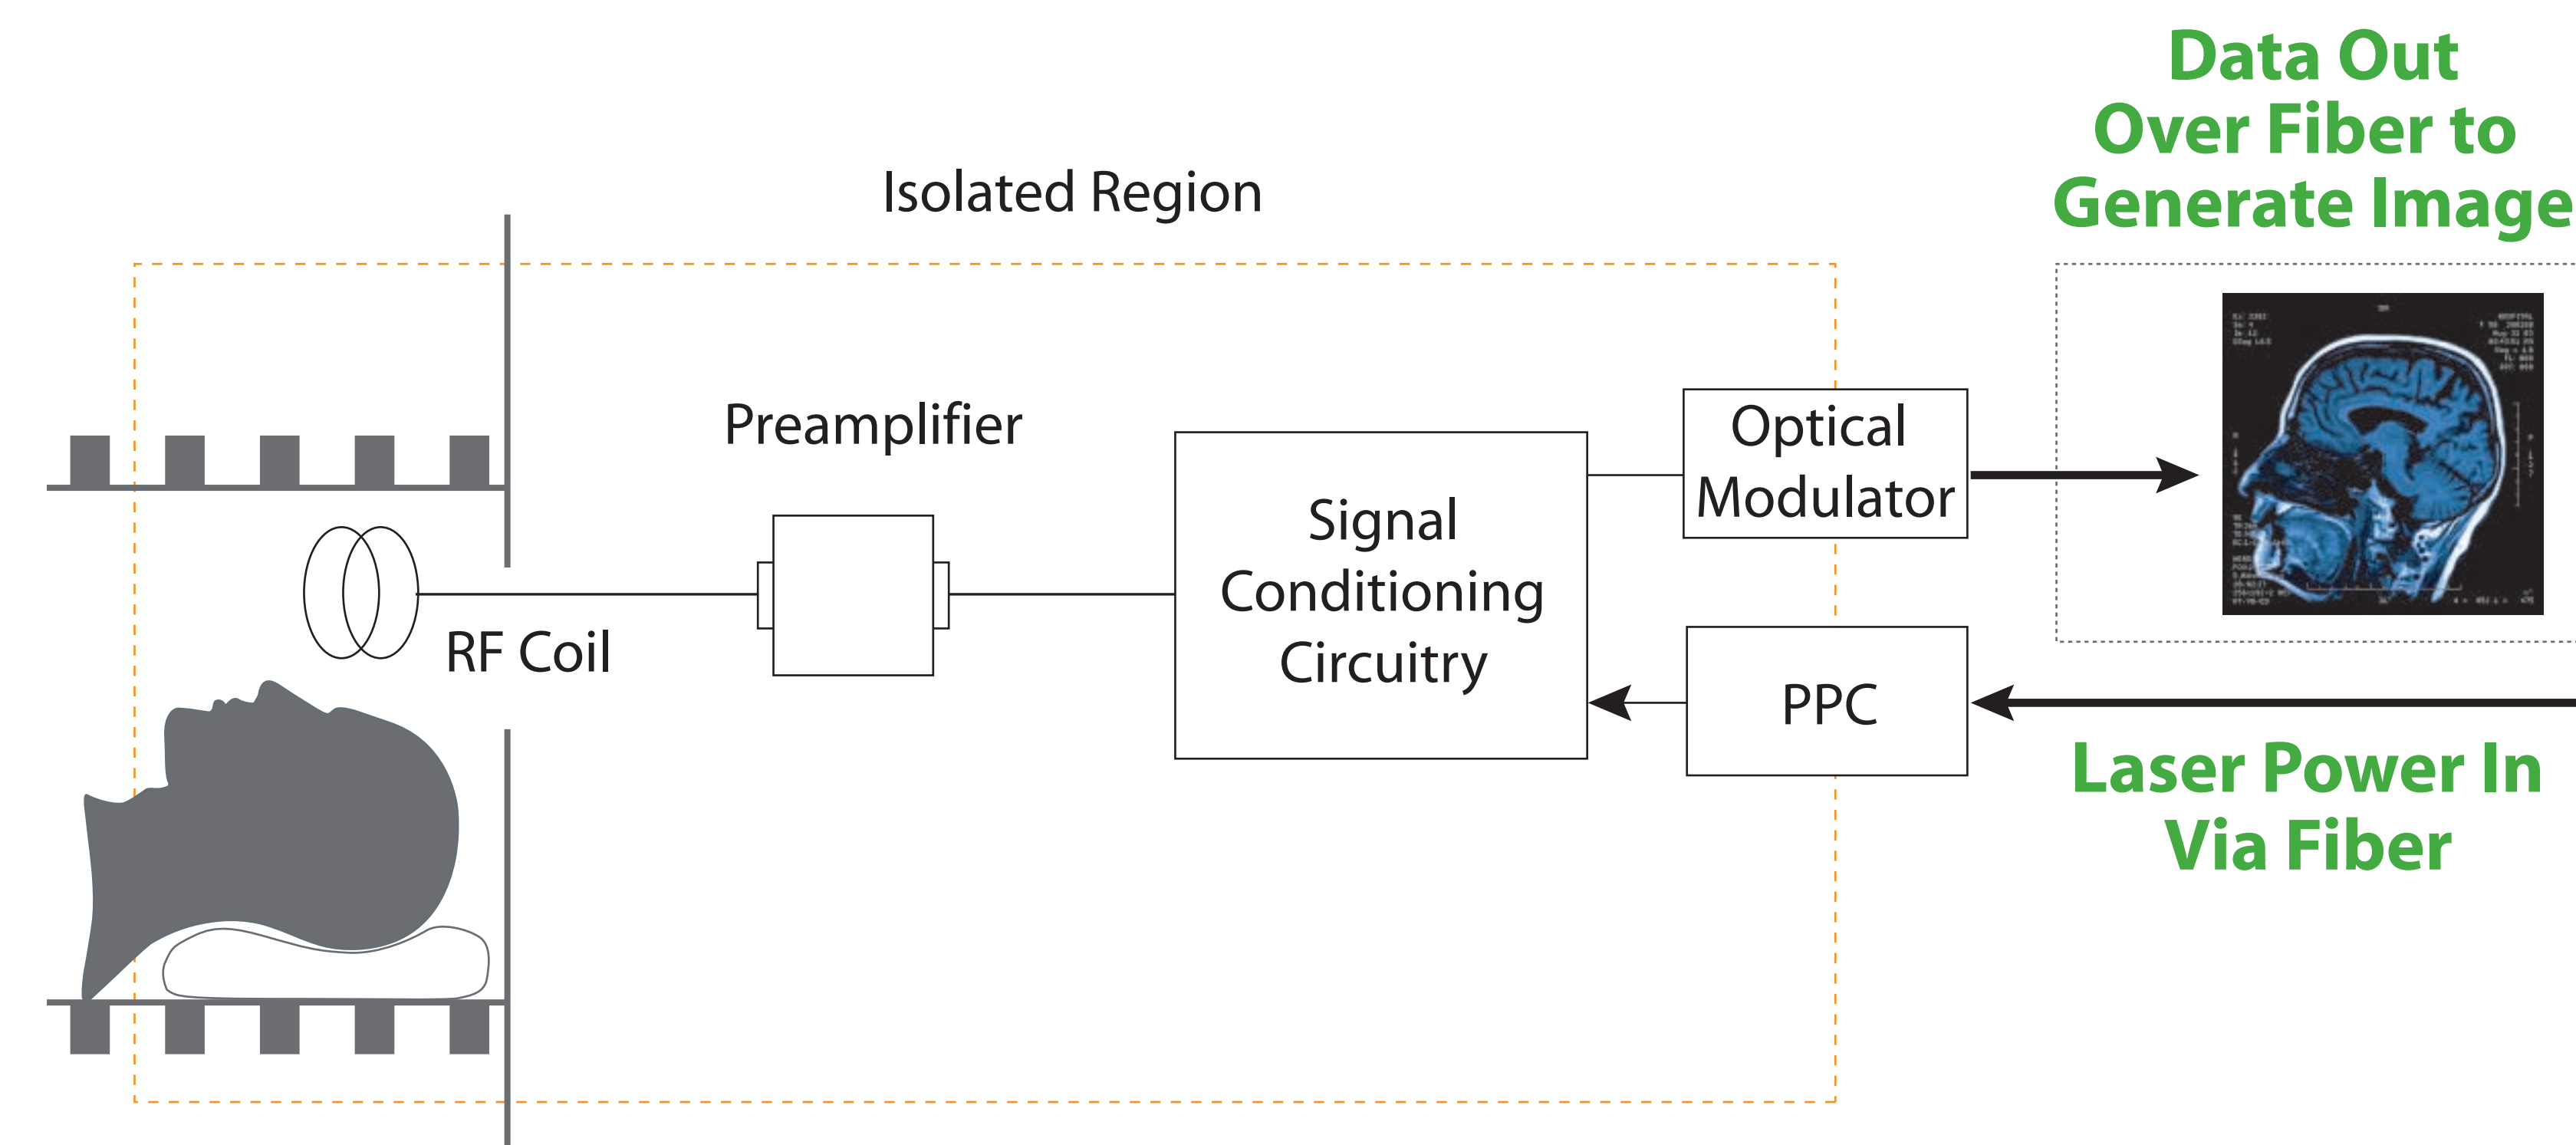 Data Out
Over Fiber to
Generate Image
Isolated Region
Preamplifier
Optical
Modulator
Signal
Conditioning
Circuitry
RF Coil
PPC
Laser Power In
Via Fiber